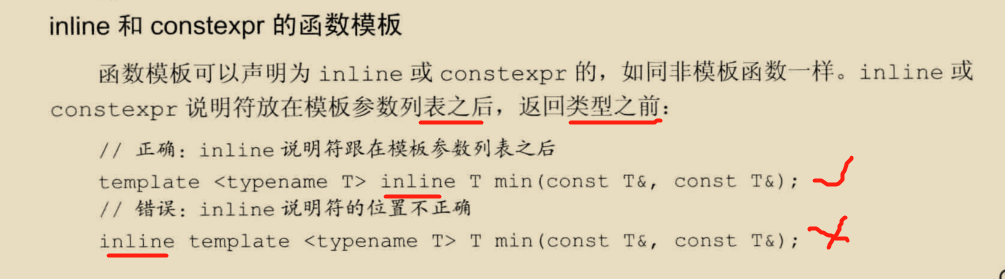 inline 和 constexpr 的函数模板
函数模板可以声明为 inline 或 constexpr 的，如同非模板函数一样。inline 或
constexpr 说明符放在模板参数列表之后，返回类型之前：
// 正确：inline 说明符跟在模板参数列表之后
template <typename T> inline T min(const T&, const T&);
// 错误：inline 说明符的位置不正确
inline template <typename T> T min(const T&, const T&);